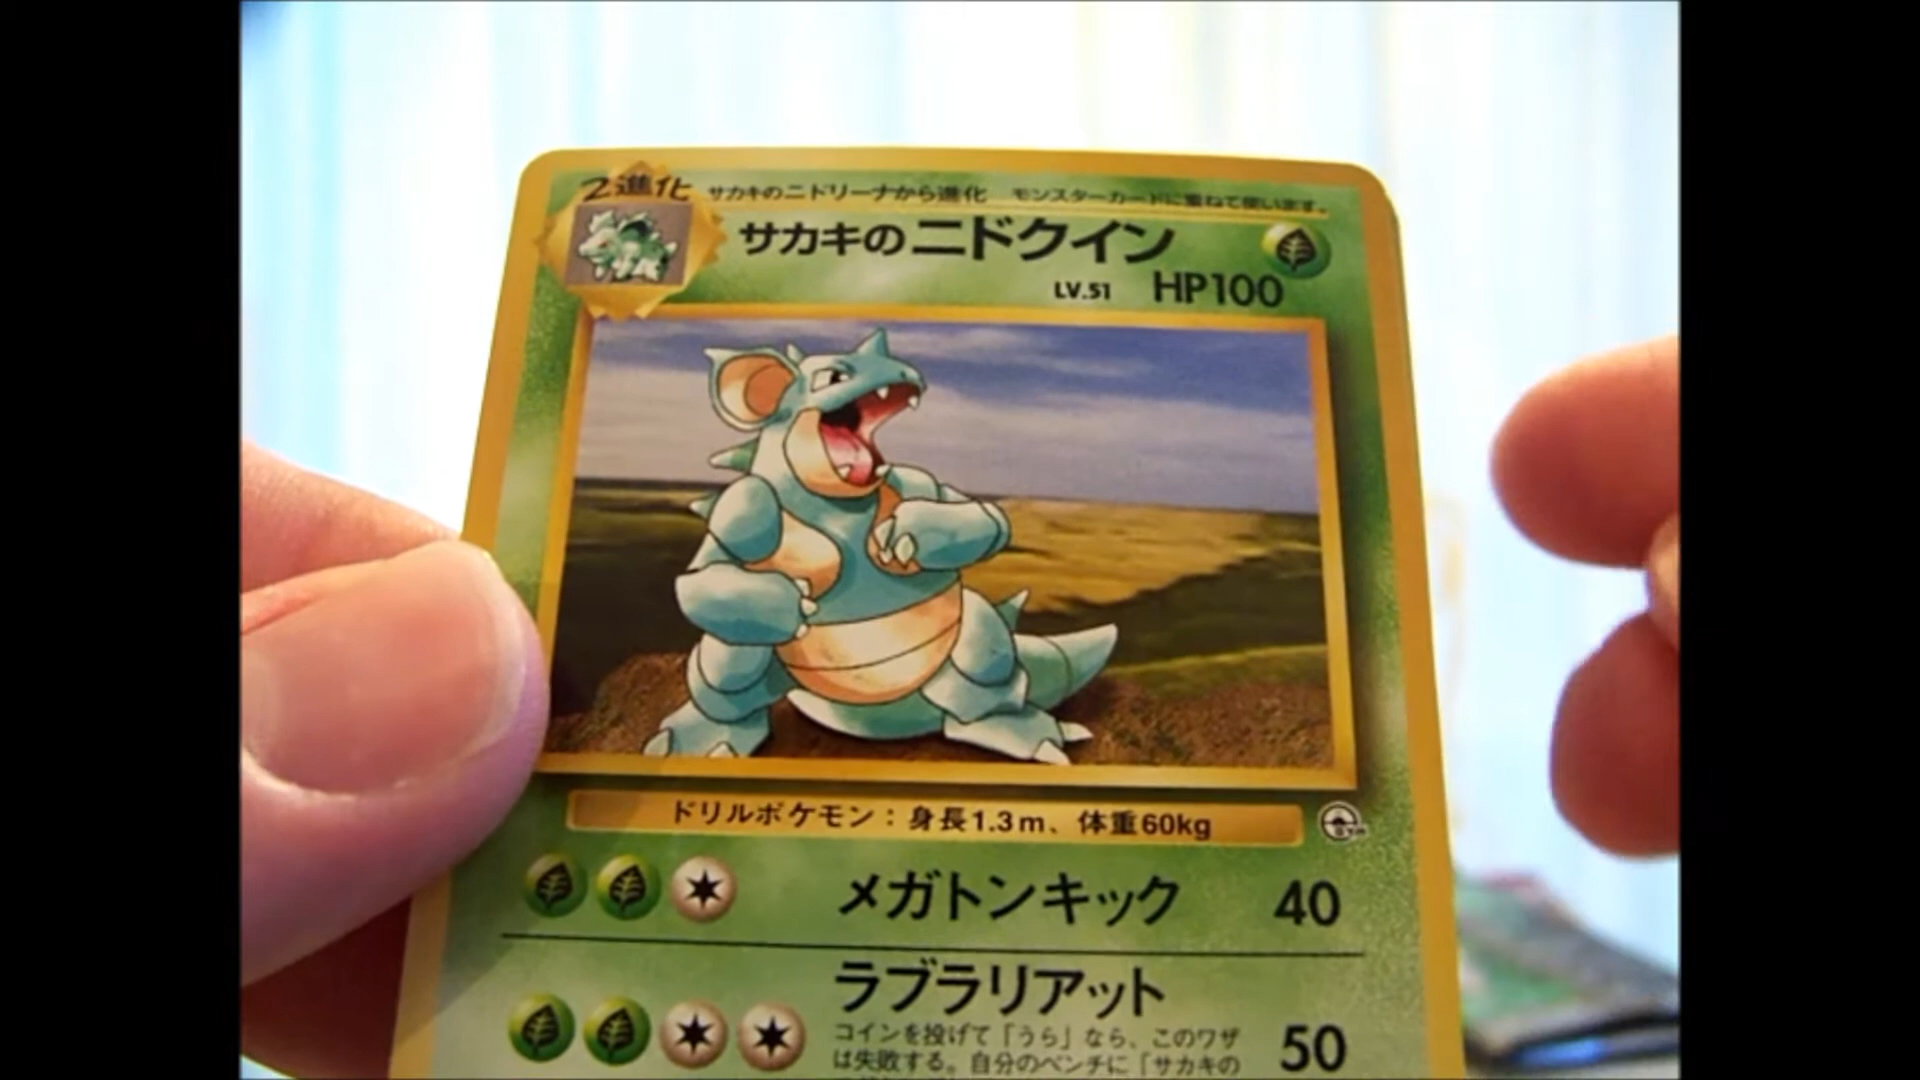 2進化 サカキのニドリーナから進化 モンスターカードに重ねて使います。
サカキのニドクイン
LV.51 HP100
ドリルポケモン：身長1.3m、体重60kg
メガトンキック 40
ラブラリアット
コインを投げて「うら」なら、このワザ
は失敗する。自分のベンチに「サカキの
50